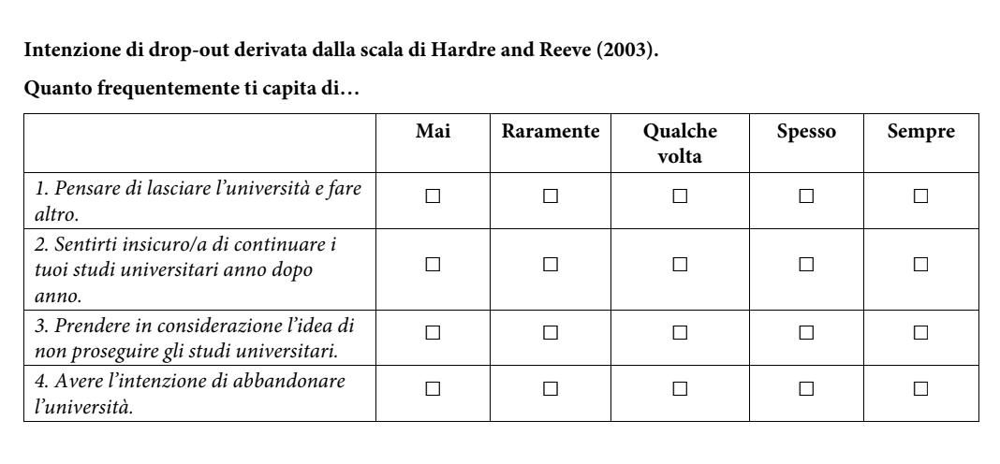 Intenzione di drop-out derivata dalla scala di Hardre and Reeve (2003).
Quanto frequentemente ti capita di…
Mai Raramente Qualche volta Spesso Sempre
1. Pensare di lasciare l’università e fare
altro.
☐ ☐ ☐ ☐ ☐
2. Sentirti insicuro/a di continuare i
tuoi studi universitari anno dopo
anno.
☐ ☐ ☐ ☐ ☐
3. Prendere in considerazione l’idea di
non proseguire gli studi universitari.
☐ ☐ ☐ ☐ ☐
4. Avere l’intenzione di abbandonare
l’università.
☐ ☐ ☐ ☐ ☐